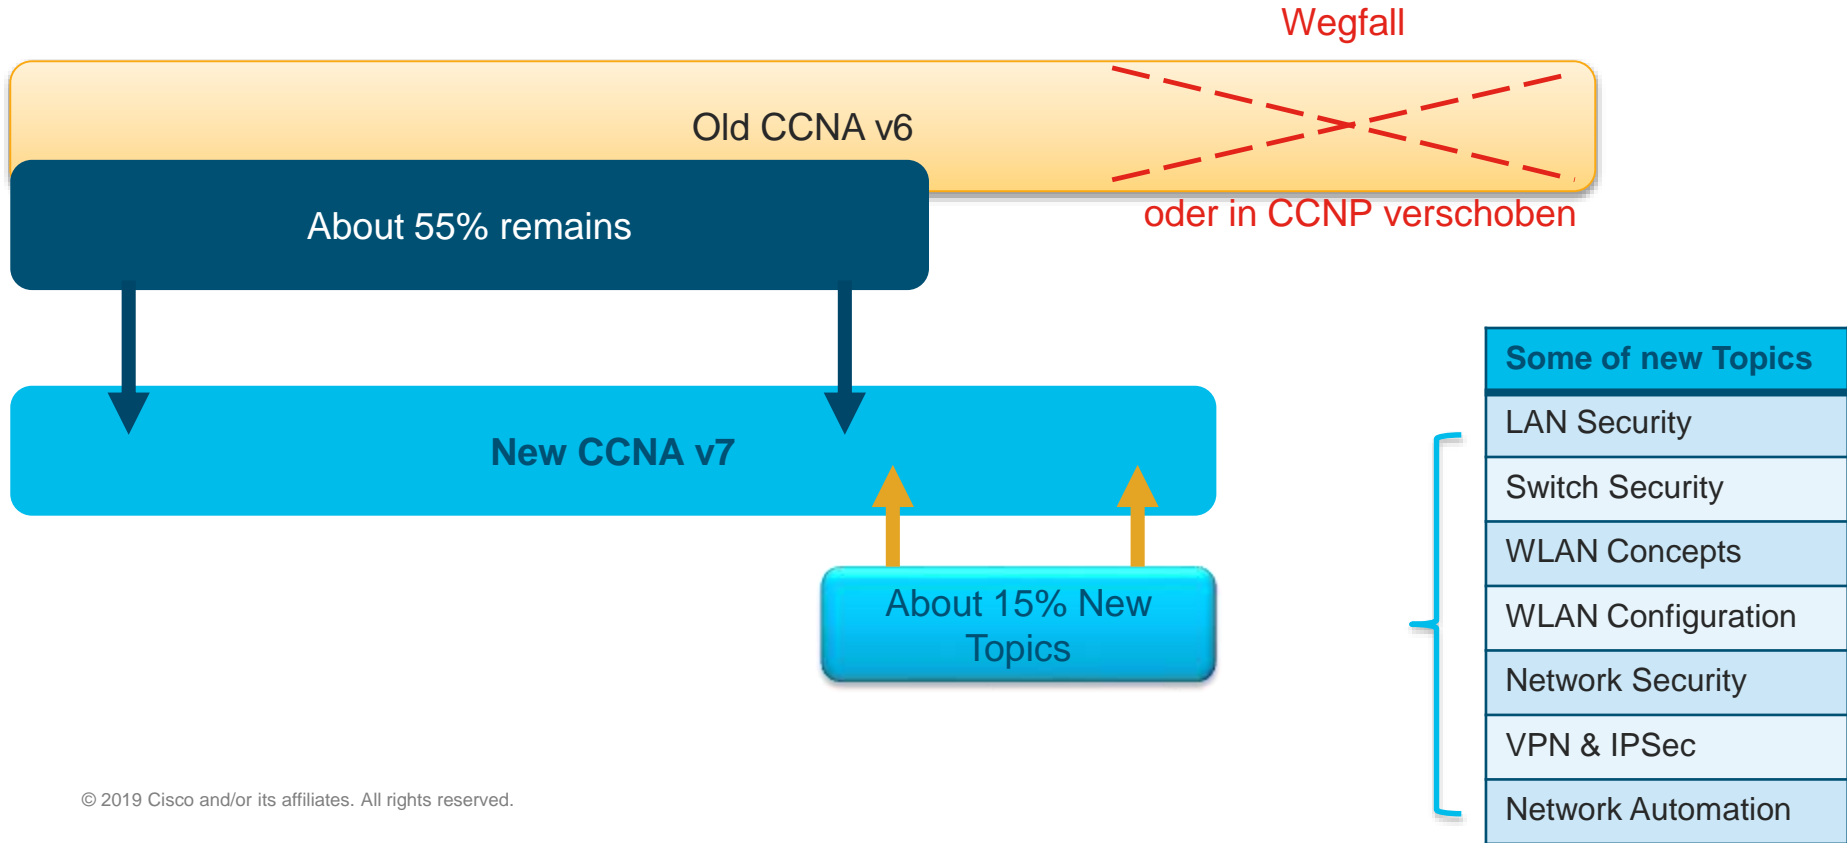 Wegfall
Old CCNA v6
oder in CCNP verschoben
About 55% remains
New CCNA v7
About 15% New
Topics
Some of new Topics
LAN Security
Switch Security
WLAN Concepts
WLAN Configuration
Network Security
VPN & IPSec
Network Automation
© 2019 Cisco and/or its affiliates. All rights reserved.